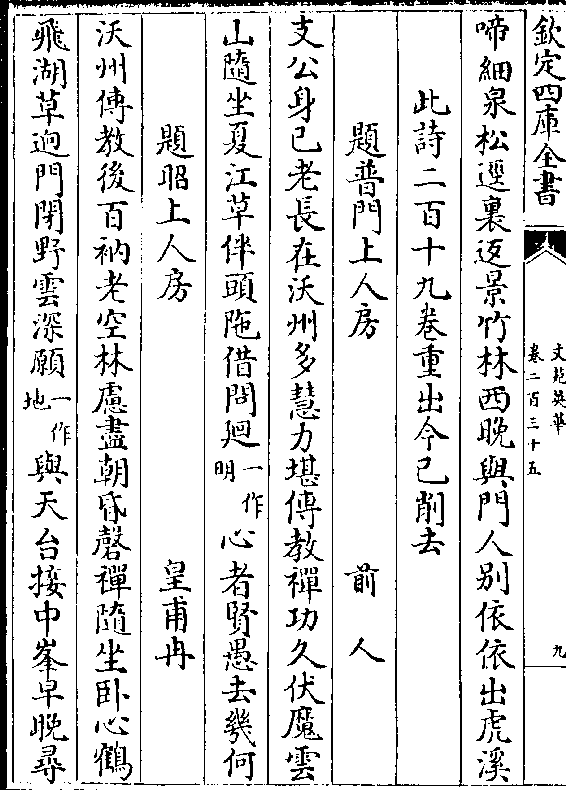 欽定四庫全書
文苑英華
卷二百三十五
九
啼細泉松逕裏返景竹林西晚與門人别依依出虎溪
此詩二百十九卷重出今已削去
題普門上人房 前人
支公身已老長在沃州多慧力堪傳教禪功久伏魔雲
山隨坐夏江草伴頭陁借問廻一作明心者賢愚去幾何
題昭上人房 皇甫冉
沃州傳教後百衲老空林慮盡朝昏磬禪隨坐卧心鶴
飛湖草逈門閉野雲深願一作地與天台接中峯早晚尋